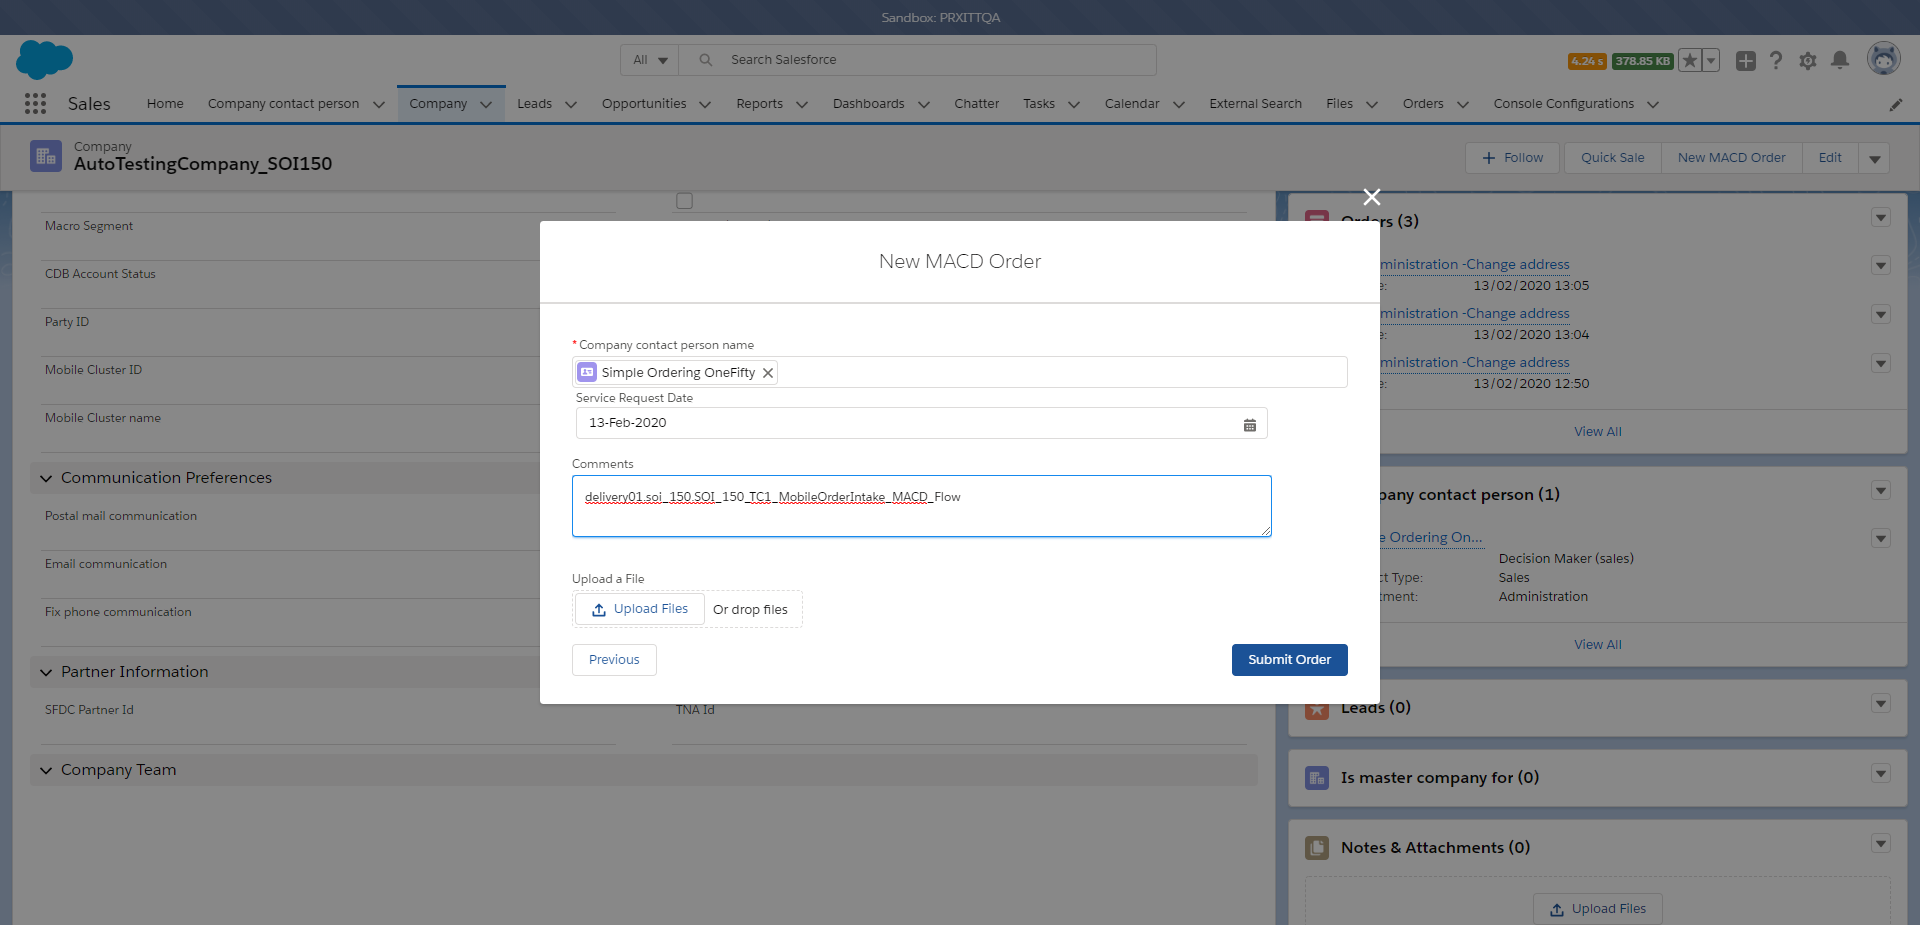 Sandbox: PRXITTQA
All
Search Salesforce
4.24 s
378.85 KB
Sales
Home
Company contact person
Company
Leads
Opportunities
Reports
Dashboards
Chatter
Tasks
Calendar
External Search
Files
Orders
Console Configurations
Company
AutoTestingCompany_SOI150
Follow
Quick Sale
New MACD Order
Edit
Macro Segment
CDB Account Status
Party ID
Mobile Cluster ID
Mobile Cluster name
Communication Preferences
Postal mail communication
Email communication
Fix phone communication
Partner Information
SFDC Partner Id
TNA Id
Company Team
New MACD Order
* Company contact person name
Simple Ordering OneFifty
Service Request Date
13-Feb-2020
Comments
delivery01.soi_150.SOI_150_TC1_MobileOrderIntake_MACD_Flow
Upload a File
Upload Files
Or drop files
Previous
Submit Order
Orders (3)
ministration -Change address
e:
13/02/2020 13:05
ministration -Change address
e:
13/02/2020 13:04
ministration -Change address
e:
13/02/2020 12:50
View All
pany contact person (1)
e Ordering On...
Decision Maker (sales)
ct Type:
Sales
tment:
Administration
View All
Leads (0)
Is master company for (0)
Notes & Attachments (0)
Upload Files